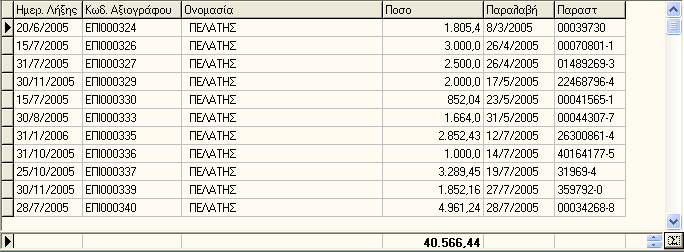 Ημερ. Λήξης Κωδ. Αξιογράφου Ονομασία Ποσο Παραλαβή Παραστ
20/6/2005 ΕΠΙ000324 ΠΕΛΑΤΗΣ 1.805,4 8/3/2005 00039730
15/7/2005 ΕΠΙ000326 ΠΕΛΑΤΗΣ 3.000,0 26/4/2005 00070801-1
31/7/2005 ΕΠΙ000327 ΠΕΛΑΤΗΣ 2.500,0 26/4/2005 01489269-3
30/11/2005 ΕΠΙ000329 ΠΕΛΑΤΗΣ 2.000,0 17/5/2005 22468796-4
15/7/2005 ΕΠΙ000330 ΠΕΛΑΤΗΣ 852,04 23/5/2005 00041565-1
30/8/2005 ΕΠΙ000333 ΠΕΛΑΤΗΣ 1.664,0 31/5/2005 00044307-7
31/1/2006 ΕΠΙ000335 ΠΕΛΑΤΗΣ 2.852,43 12/7/2005 26300861-4
31/10/2005 ΕΠΙ000336 ΠΕΛΑΤΗΣ 1.000,0 14/7/2005 40164177-5
25/10/2005 ΕΠΙ000337 ΠΕΛΑΤΗΣ 3.289,45 19/7/2005 31969-4
30/11/2005 ΕΠΙ000339 ΠΕΛΑΤΗΣ 1.852,16 27/7/2005 359792-0
28/7/2005 ΕΠΙ000340 ΠΕΛΑΤΗΣ 4.961,24 28/7/2005 00034268-8
40.566,44